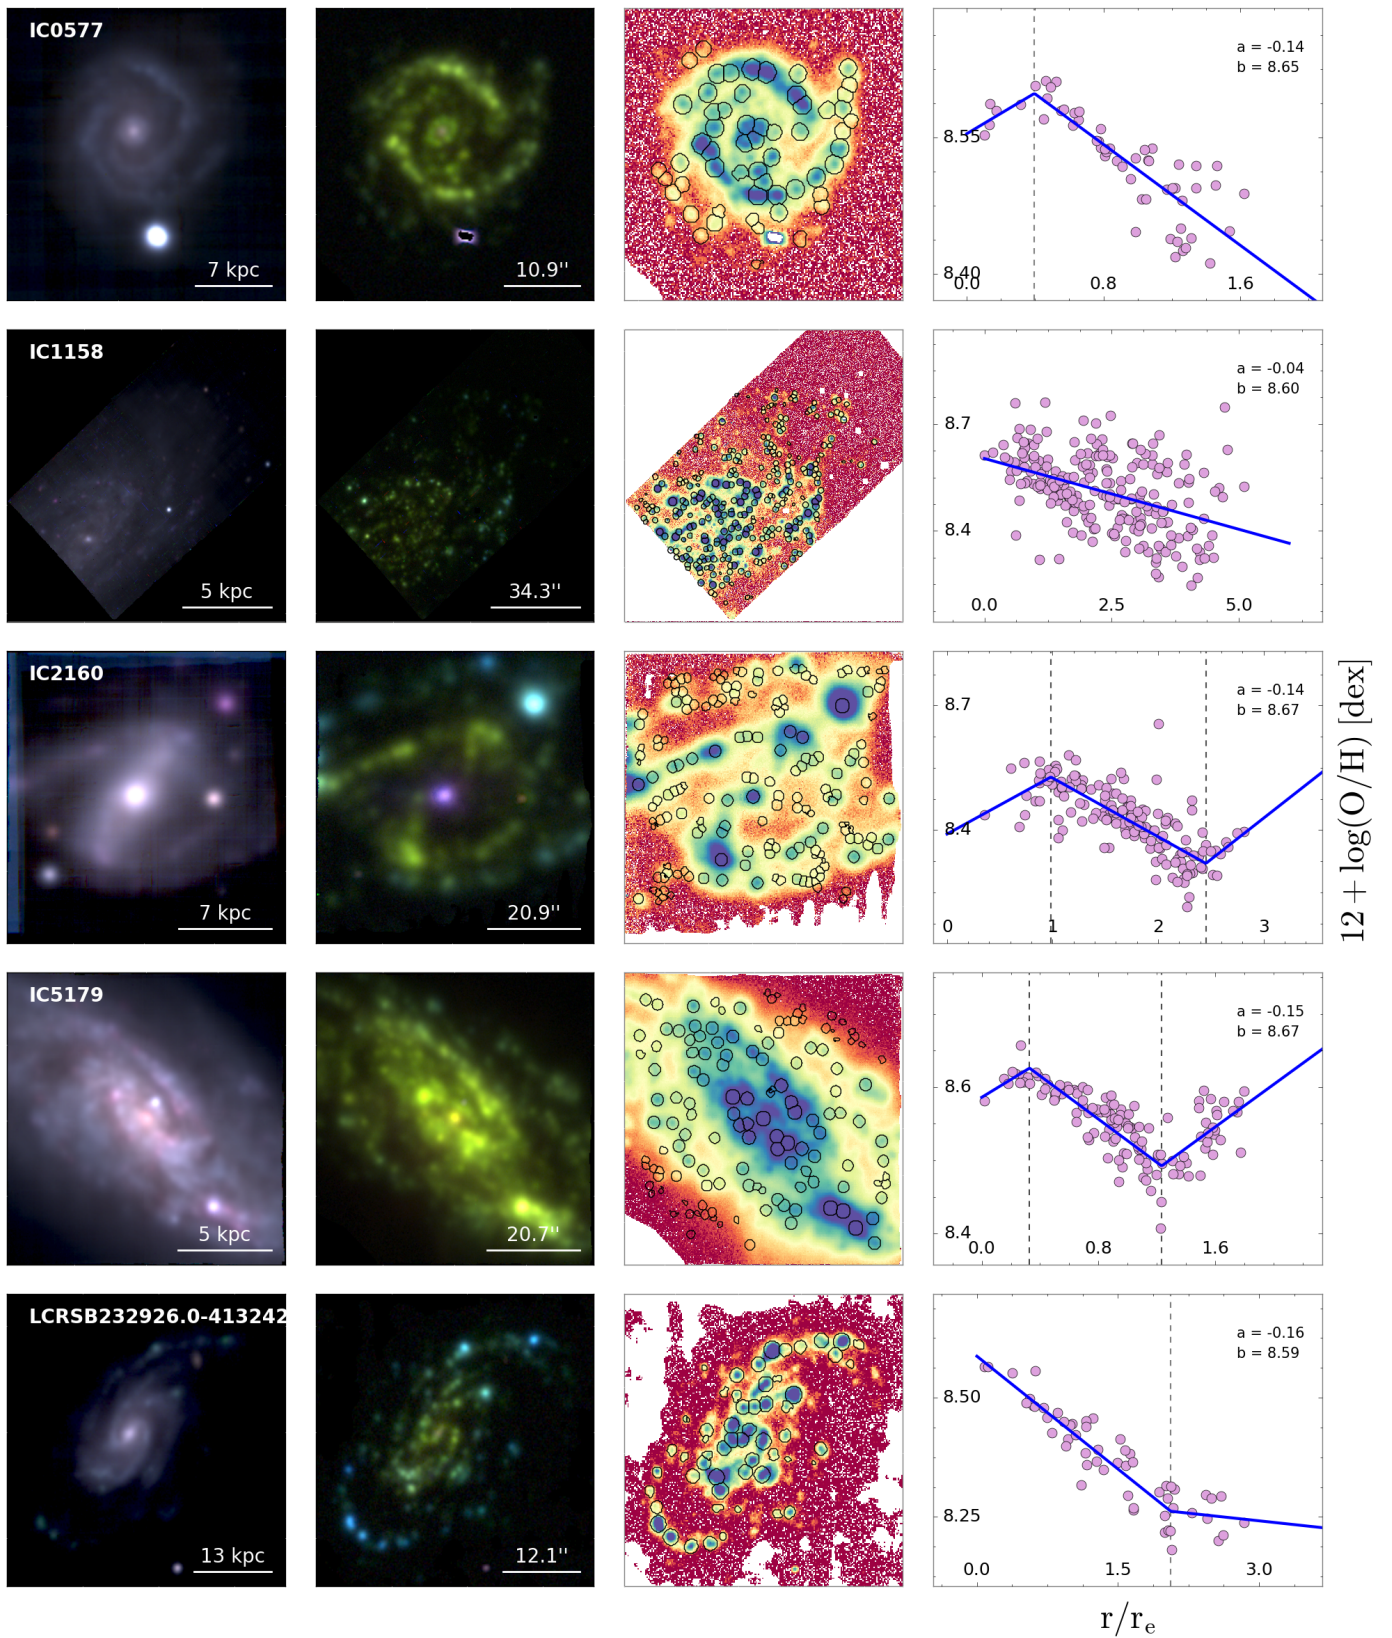 IC0577
7 kpc
10.9''
a = -0.14
b = 8.65
8.55
8.40
0.0 0.8 1.6
IC1158
5 kpc
34.3''
a = -0.04
b = 8.60
8.7
8.4
0.0 2.5 5.0
IC2160
7 kpc
20.9''
a = -0.14
b = 8.67
8.7
8.4
0 1 2 3
12 + log(O/H) [dex]
IC5179
5 kpc
20.7''
a = -0.15
b = 8.67
8.6
8.4
0.0 0.8 1.6
LCRSB232926.0-413242
13 kpc
12.1''
a = -0.16
b = 8.59
8.50
8.25
0.0 1.5 3.0
r/re